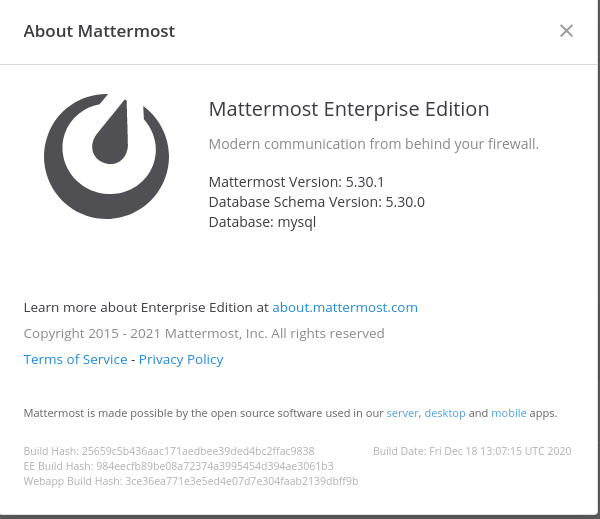 About Mattermost
Mattermost Enterprise Edition
Modern communication from behind your firewall.
Mattermost Version: 5.30.1
Database Schema Version: 5.30.0
Database: mysql
Learn more about Enterprise Edition at about.mattermost.com
Copyright 2015 - 2021 Mattermost, Inc. All rights reserved
Terms of Service - Privacy Policy
Mattermost is made possible by the open source software used in our server, desktop and mobile apps.
Build Hash: 25659c5b436aac171aedbee39ded4bc2ffac9838
Build Date: Fri Dec 18 13:07:15 UTC 2020
EE Build Hash: 984eecfb89be08a72374a3995454d394ae3061b3
Webapp Build Hash: 3ce36ea771e3e5ed4e07d7e304faab2139dbff9b